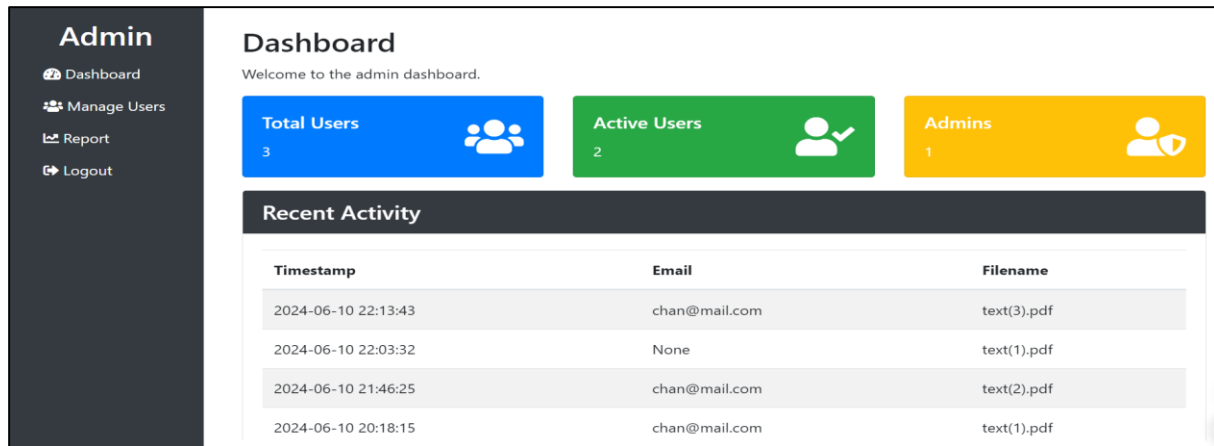 Admin
Dashboard
Manage Users
Report
Logout
Dashboard
Welcome to the admin dashboard.
Total Users
3
Active Users
2
Admins
1
Recent Activity
Timestamp Email Filename
2024-06-10 22:13:43 chan@mail.com text(3).pdf
2024-06-10 22:03:32 None text(1).pdf
2024-06-10 21:46:25 chan@mail.com text(2).pdf
2024-06-10 20:18:15 chan@mail.com text(1).pdf